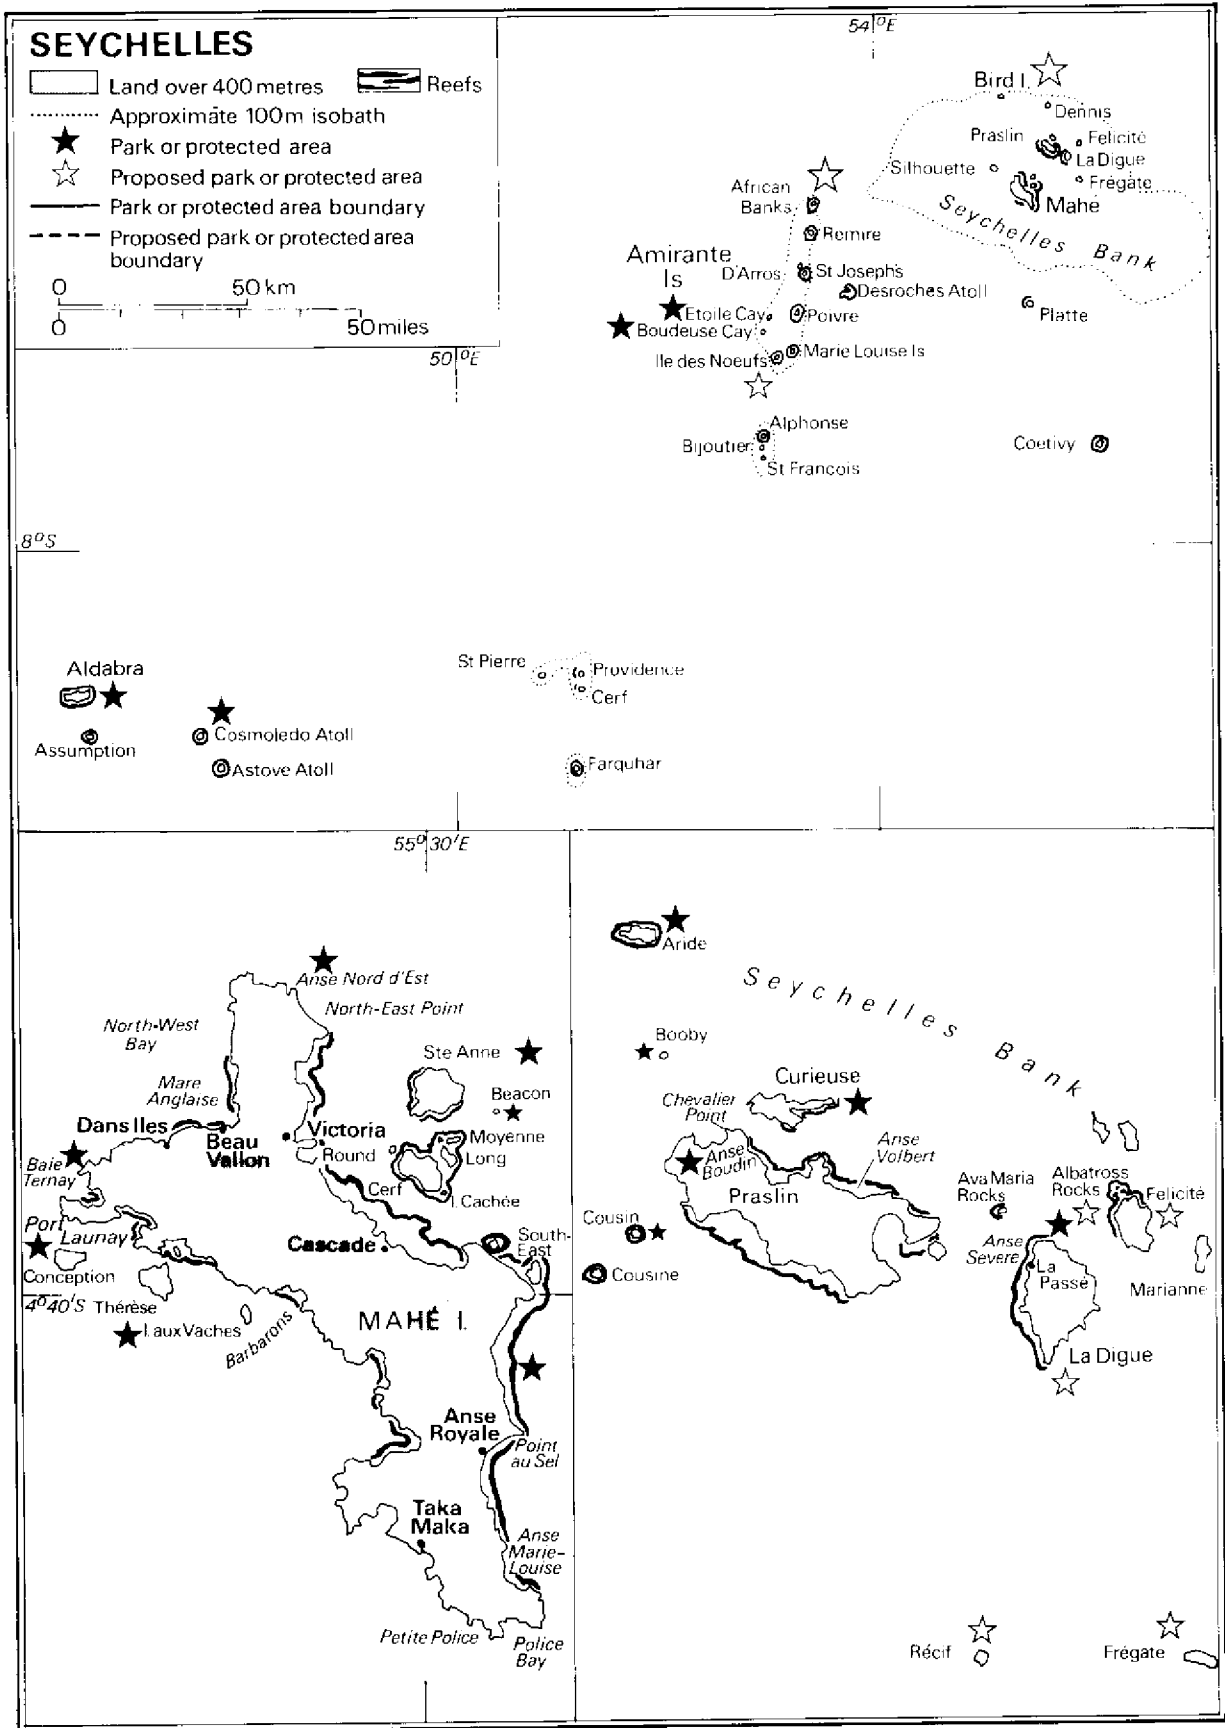 SEYCHELLES
Land over 400 metres
Reefs
Approximate 100m isobath
Park or protected area
Proposed park or protected area
Park or protected area boundary
Proposed park or protected area
boundary
0
50 km
0
50 miles
54°E
Bird I.
Dennis
Praslin
Felicité
La Digue
Silhouette
Frégate
Mahé
Seychelles Bank
African
Banks
Remire
Amirante
Is
D'Arros
St Joseph's
Desroches Atoll
Etoile Cay
Poivre
Boudeuse Cay
Platte
Ile des Noeufs
Marie Louise Is
50°E
Alphonse
Bijoutier
St Francois
Coetivy
8°S
Aldabra
St Pierre
Providence
Cerf
Assumption
Cosmoledo Atoll
Astove Atoll
Farquhar
55°30'E
Anse Nord d'Est
North-East Point
North-West
Bay
Ste Anne
Mare
Anglaise
Beacon
Dans Iles
Beau
Vallon
Victoria
Round
Moyenne
Long
Baie
Ternay
Cerf
I. Cachée
Port
Launay
Cascade
South-
East
Conception
4°40'S
Thérèse
I. aux Vaches
Barbarons
MAHÉ I.
Anse
Royale
Point
au Sel
Taka
Maka
Anse
Marie-
Louise
Petite Police
Police
Bay
Aride
Seychelles Bank
Booby
Curieuse
Chevalier
Point
Anse
Boudin
Anse
Volbert
Praslin
Ava Maria
Rocks
Albatross
Rocks
Felicité
Cousin
Anse
Severe
Cousine
La
Passé
Marianne
La Digue
Récif
Frégate